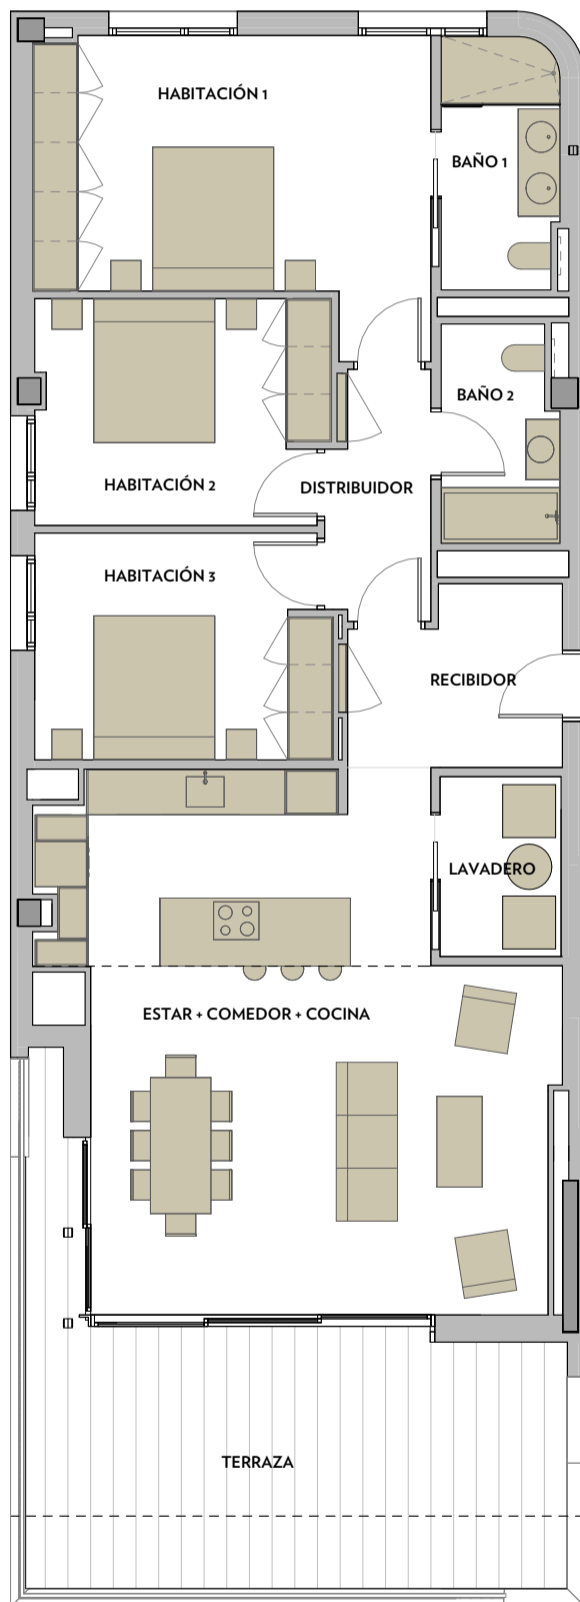 HABITACIÓN 1
BAÑO 1
BAÑO 2
HABITACIÓN 2
DISTRIBUIDOR
HABITACIÓN 3
RECIBIDOR
LAVADERO
ESTAR + COMEDOR + COCINA
TERRAZA